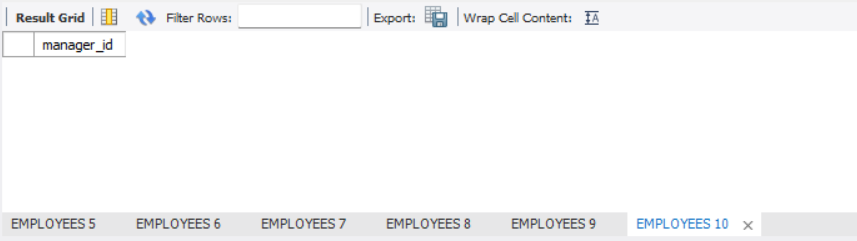 Result Grid Filter Rows: Export: Wrap Cell Content: IA
manager_id
EMPLOYEES 5 EMPLOYEES 6 EMPLOYEES 7 EMPLOYEES 8 EMPLOYEES 9 EMPLOYEES 10 ×